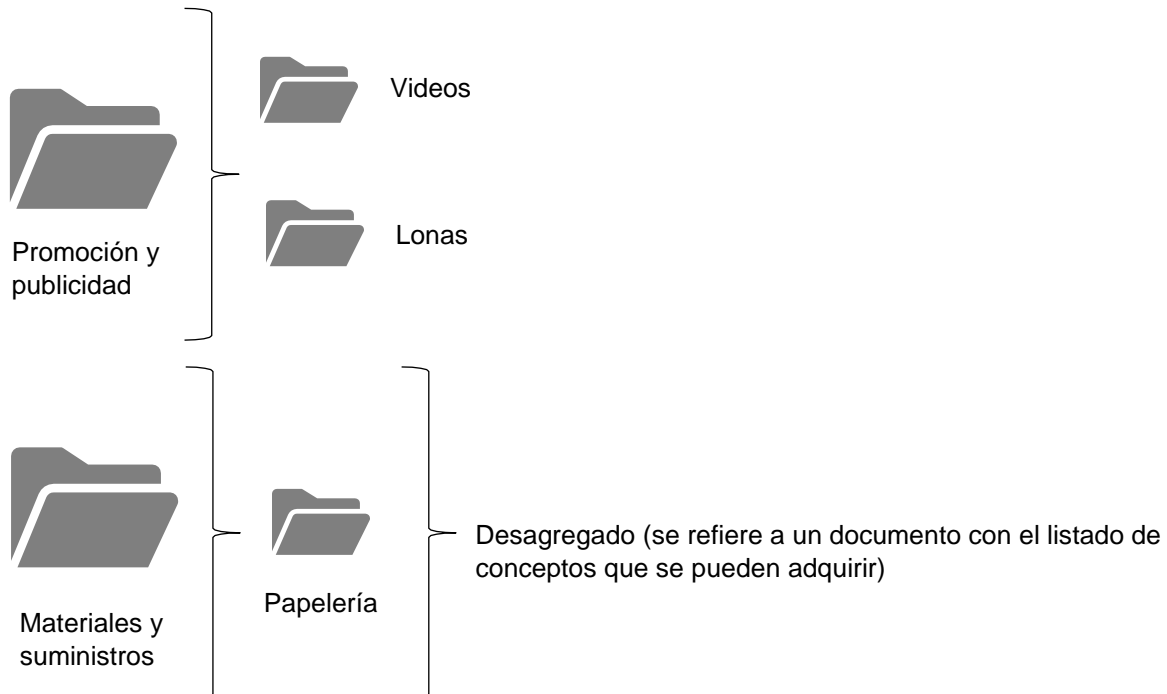 Videos
Lonas
Promoción y
publicidad
Desagregado (se refiere a un documento con el listado de
conceptos que se pueden adquirir)
Papelería
Materiales y
suministros